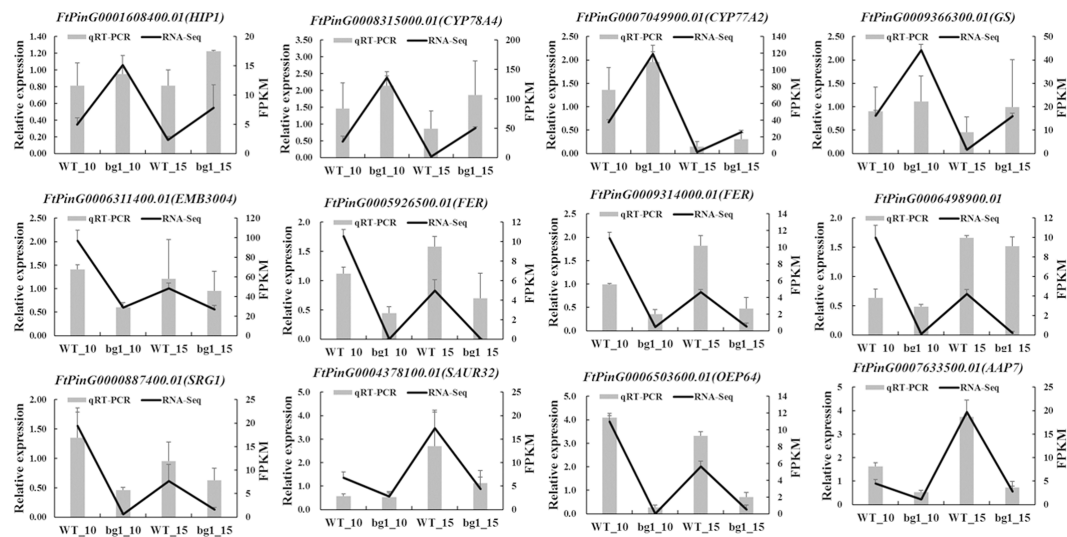 FtPinG0001608400.01(HIP1)
qRT-PCR RNA-Seq
Relative expression
1.40
1.20
1.00
0.80
0.60
0.40
0.20
0.00
20
15
10
5
0
FPKM
WT_10 bg1_10 WT_15 bg1_15
FtPinG0008315000.01(CYP78A4)
qRT-PCR RNA-Seq
Relative expression
3.50
3.00
2.50
2.00
1.50
1.00
0.50
0.00
200
150
100
50
0
FPKM
WT_10 bg1_10 WT_15 bg1_15
FtPinG0007049900.01(CYP77A2)
qRT-PCR RNA-Seq
Relative expression
2.50
2.00
1.50
1.00
0.50
0.00
140
120
100
80
60
40
20
0
FPKM
WT_10 bg1_10 WT_15 bg1_15
FtPinG0009366300.01(GS)
qRT-PCR RNA-Seq
Relative expression
2.50
2.00
1.50
1.00
0.50
0.00
50
40
30
20
10
0
FPKM
WT_10 bg1_10 WT_15 bg1_15
FtPinG0006311400.01(EMB3004)
qRT-PCR RNA-Seq
Relative expression
2.50
2.00
1.50
1.00
0.50
0.00
120
100
80
60
40
20
0
FPKM
WT_10 bg1_10 WT_15 bg1_15
FtPinG0005926500.01(FER)
qRT-PCR RNA-Seq
Relative expression
2.0
1.5
1.0
0.5
0.0
12
10
8
6
4
2
0
FPKM
WT_10 bg1_10 WT_15 bg1_15
FtPinG0009314000.01(FER)
qRT-PCR RNA-Seq
Relative expression
2.5
2.0
1.5
1.0
0.5
0.0
14
12
10
8
6
4
2
0
FPKM
WT_10 bg1_10 WT_15 bg1_15
FtPinG0006498900.01
qRT-PCR RNA-Seq
Relative expression
2.0
1.5
1.0
0.5
0.0
12
10
8
6
4
2
0
FPKM
WT_10 bg1_10 WT_15 bg1_15
FtPinG0000887400.01(SRG1)
qRT-PCR RNA-Seq
Relative expression
2.00
1.50
1.00
0.50
0.00
25
20
15
10
5
0
FPKM
WT_10 bg1_10 WT_15 bg1_15
FtPinG0004378100.01(SAUR32)
qRT-PCR RNA-Seq
Relative expression
5.0
4.0
3.0
2.0
1.0
0.0
25
20
15
10
5
0
FPKM
WT_10 bg1_10 WT_15 bg1_15
FtPinG0006503600.01(OEP64)
qRT-PCR RNA-Seq
Relative expression
5.0
4.0
3.0
2.0
1.0
0.0
14
12
10
8
6
4
2
0
FPKM
WT_10 bg1_10 WT_15 bg1_15
FtPinG0007633500.01(AAP7)
qRT-PCR RNA-Seq
Relative expression
5
4
3
2
1
0
25
20
15
10
5
0
FPKM
WT_10 bg1_10 WT_15 bg1_15